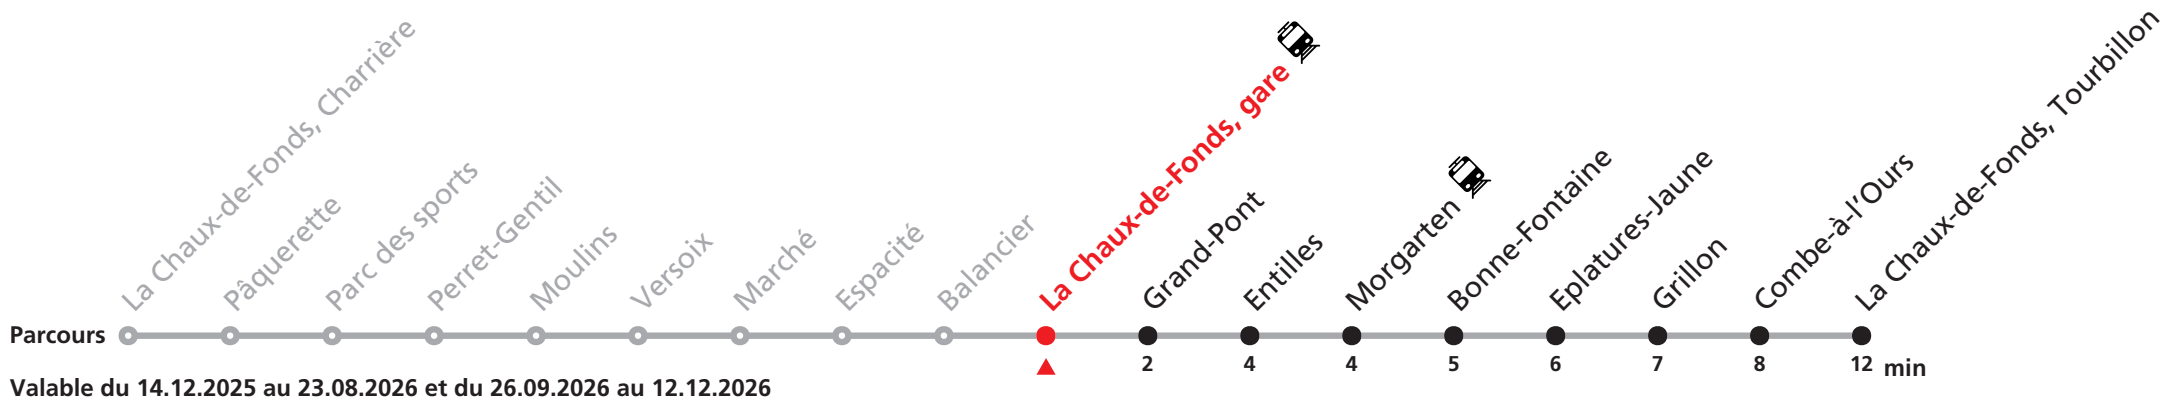 La Chaux-de-Fonds, Charrière
Pâquerette
Parc des sports
Perret-Gentil
Moulins
Versoix
Marché
Espacité
Balancier
La Chaux-de-Fonds, gare
Grand-Pont
Entilles
Morgarten
Bonne-Fontaine
Eplatures-Jaune
Grillon
Combe-à-l'Ours
La Chaux-de-Fonds, Tourbillon
Parcours
2 4 4 5 6 7 8 12 min
Valable du 14.12.2025 au 23.08.2026 et du 26.09.2026 au 12.12.2026